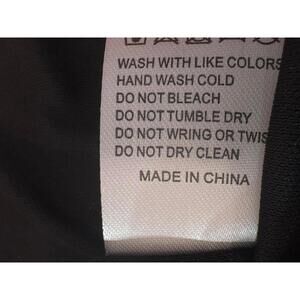 WASH WITH LIKE COLORS
HAND WASH COLD
DO NOT BLEACH
DO NOT TUMBLE DRY
DO NOT WRING OR TWIS
DO NOT DRY CLEAN
MADE IN CHINA